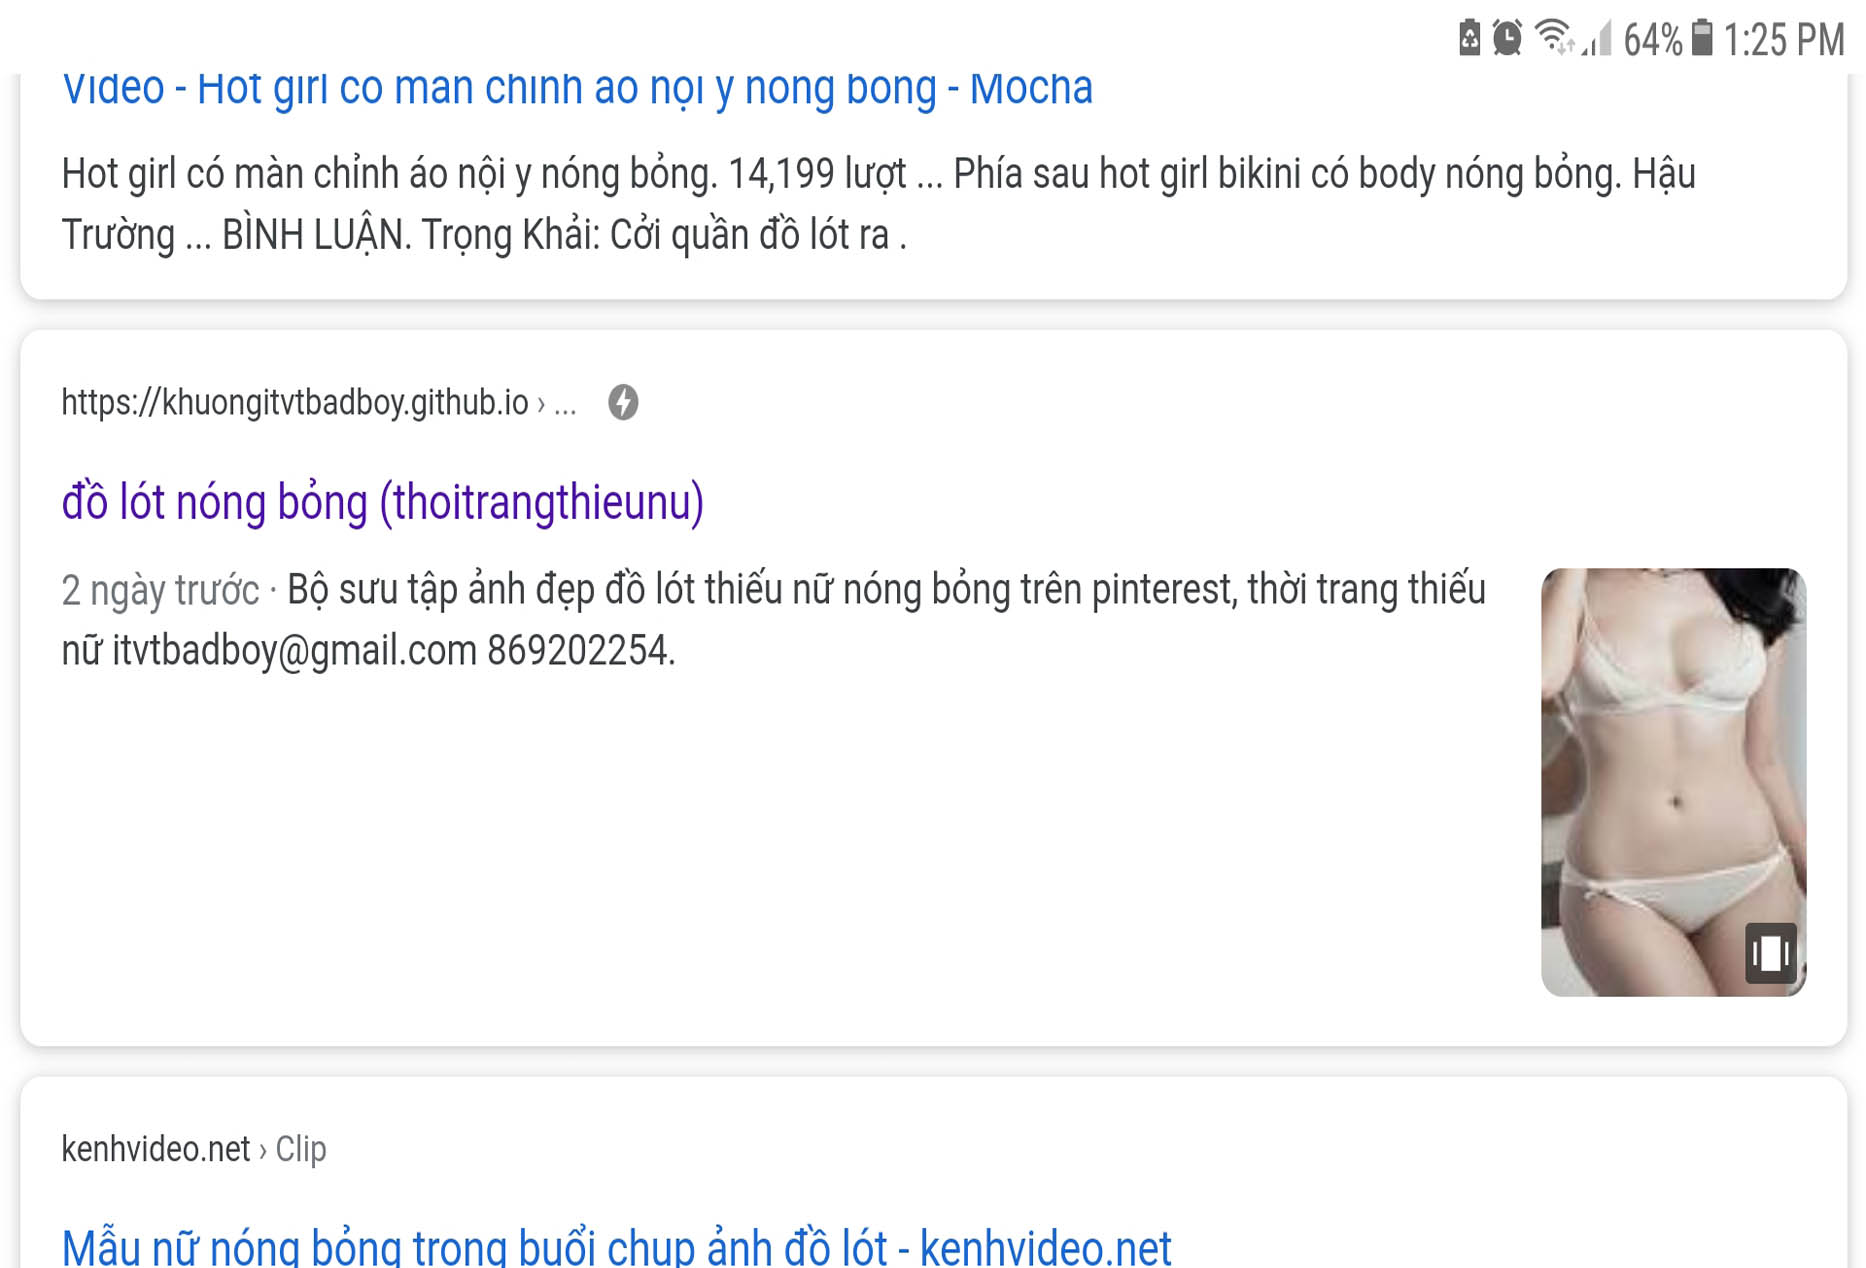 64% 1:25 PM
Video - Hot girl có màn chỉnh áo nội y nóng bỏng - Mocha
Hot girl có màn chỉnh áo nội y nóng bỏng. 14,199 lượt ... Phía sau hot girl bikini có body nóng bỏng. Hậu
Trường ... BÌNH LUẬN. Trọng Khải: Cởi quần đồ lót ra .
https://khuongitvtbadboy.github.io › ...
đồ lót nóng bỏng (thoitrangthieunu)
2 ngày trước · Bộ sưu tập ảnh đẹp đồ lót thiếu nữ nóng bỏng trên pinterest, thời trang thiếu
nữ itvtbadboy@gmail.com 869202254.
kenhvideo.net › Clip
Mẫu nữ nóng bỏng trong buổi chụp ảnh đồ lót - kenhvideo.net